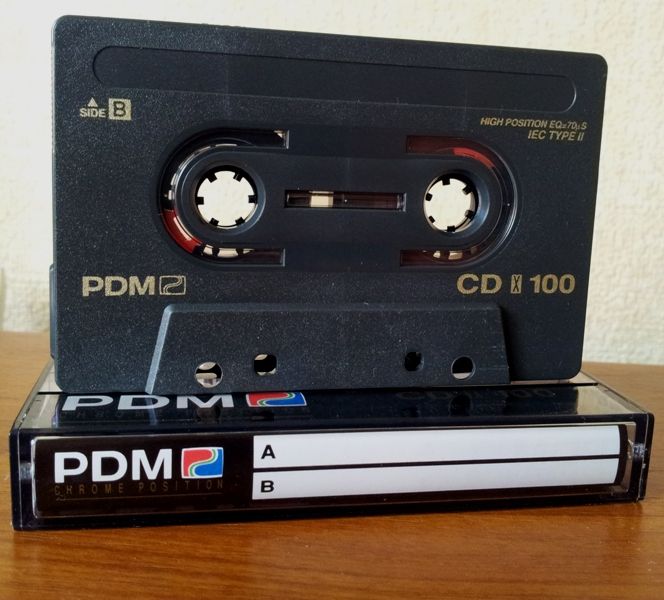 SIDE B
HIGH POSITION EQ=70µS
IEC TYPE II
PDM
CD X 100
PDM
PDM
CHROME POSITION
A
B